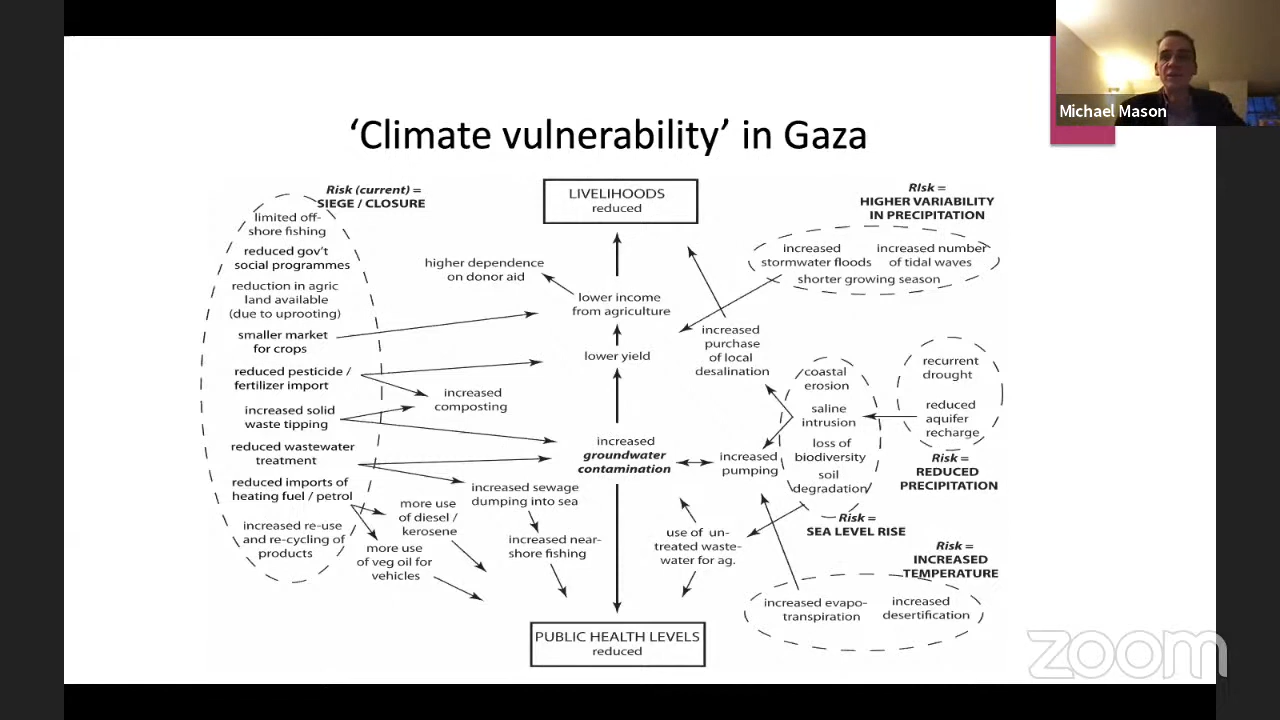 Michael Mason
‘Climate vulnerability’ in Gaza
Risk (current) =
SIEGE / CLOSURE
limited off-
shore fishing
reduced gov't
social programmes
reduction in agric
land available
(due to uprooting)
smaller market
for crops
reduced pesticide /
fertilizer import
increased solid
waste tipping
reduced wastewater
treatment
reduced imports of
heating fuel / petrol
increased re-use
and re-cycling of
products
LIVELIHOODS
reduced
higher dependence
on donor aid
lower income
from agriculture
lower yield
increased
composting
increased
groundwater
contamination
increased sewage
dumping into sea
more use
of diesel /
kerosene
increased near-
shore fishing
more use
of veg oil for
vehicles
PUBLIC HEALTH LEVELS
reduced
RIsk =
HIGHER VARIABILITY
IN PRECIPITATION
increased
stormwater floods
increased number
of tidal waves
shorter growing season
increased
purchase
of local
desalination
coastal
erosion
saline
intrusion
loss of
biodiversity
soil
degradation
increased
pumping
recurrent
drought
reduced
aquifer
recharge
Risk =
REDUCED
PRECIPITATION
Risk =
SEA LEVEL RISE
use of un-
treated waste-
water for ag.
Risk =
INCREASED
TEMPERATURE
increased evapo-
transpiration
increased
desertification
zoom